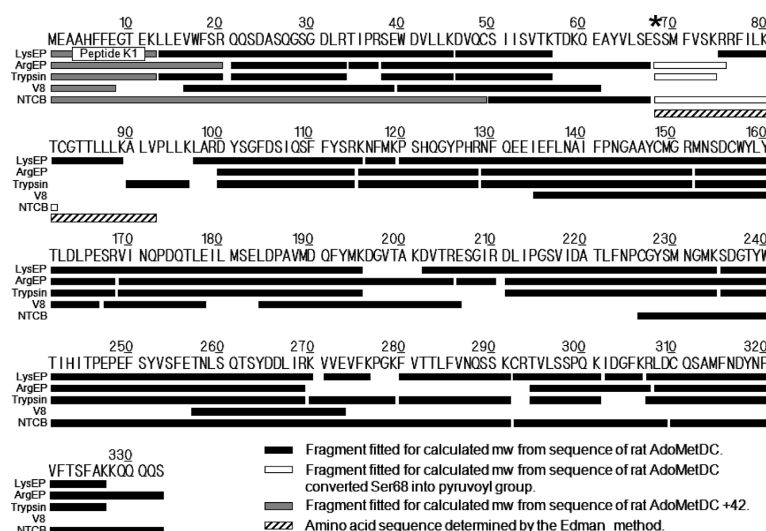 10 20 30 40 50 60 * 70 80
MEAAHFFEGT EKLLEVWFSR QQSDASQGSG DLRTIPRSEW DVLLKDVQCS IISVTKTDKQ EAYVLSESSM FVSKRRFILK
LysEP Peptide K1
ArgEP
Trypsin
V8
NTCB
90 100 110 120 130 140 150 160
TCGTTLLLKA LVPLLKLARD YSGFDSIQSF FYSRKNFMKP SHQGYPHRNF QEEIEFLNAI FPNGAAYCMG RMNSDCWYLY
LysEP
ArgEP
Trypsin
V8
NTCB
170 180 190 200 210 220 230 240
TLDLPESRVI NQPDQTLEIL MSELDPAVMD QFYMKDGVTA KDVTRESGIR DLIPGSVIDA TLFNPCGYSM NGMKSDGTYW
LysEP
ArgEP
Trypsin
V8
NTCB
250 260 270 280 290 300 310 320
TIHITPEPEF SYVSFETNLS QTSYDDLIRK VVEVFKPGKF VTTLFVNQSS KCRTVLSSPQ KIDGFKRLDC QSAMFNDYNF
LysEP
ArgEP
Trypsin
V8
NTCB
330
VFTSFAKKQQ QQS
LysEP
ArgEP
Trypsin
V8
NTCB
Fragment fitted for calculated mw from sequence of rat AdoMetDC.
Fragment fitted for calculated mw from sequence of rat AdoMetDC
converted Ser68 into pyruvoyl group.
Fragment fitted for calculated mw from sequence of rat AdoMetDC +42.
Amino acid sequence determined by the Edman method.